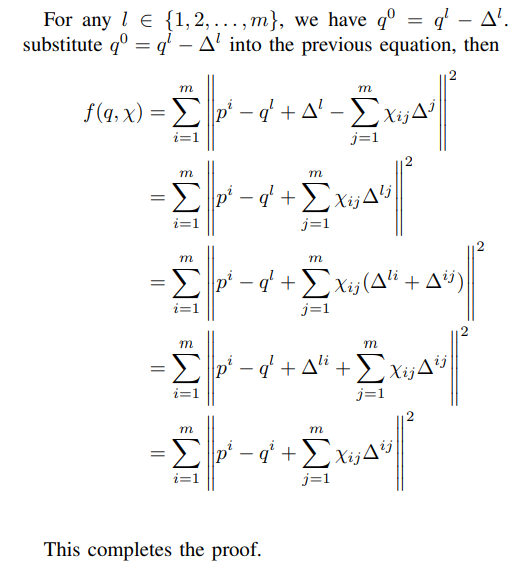 For any $l \in \{1, 2, \ldots, m\}$, we have $q^0 = q^l - \Delta^l$.
substitute $q^0 = q^l - \Delta^l$ into the previous equation, then
$f(q, \chi) = \sum_{i=1}^{m} \left\| p^i - q^l + \Delta^l - \sum_{j=1}^{m} \chi_{ij} \Delta^j \right\|^2$
$= \sum_{i=1}^{m} \left\| p^i - q^l + \sum_{j=1}^{m} \chi_{ij} \Delta^{lj} \right\|^2$
$= \sum_{i=1}^{m} \left\| p^i - q^l + \sum_{j=1}^{m} \chi_{ij} (\Delta^{li} + \Delta^{ij}) \right\|^2$
$= \sum_{i=1}^{m} \left\| p^i - q^l + \Delta^{li} + \sum_{j=1}^{m} \chi_{ij} \Delta^{ij} \right\|^2$
$= \sum_{i=1}^{m} \left\| p^i - q^i + \sum_{j=1}^{m} \chi_{ij} \Delta^{ij} \right\|^2$
This completes the proof.